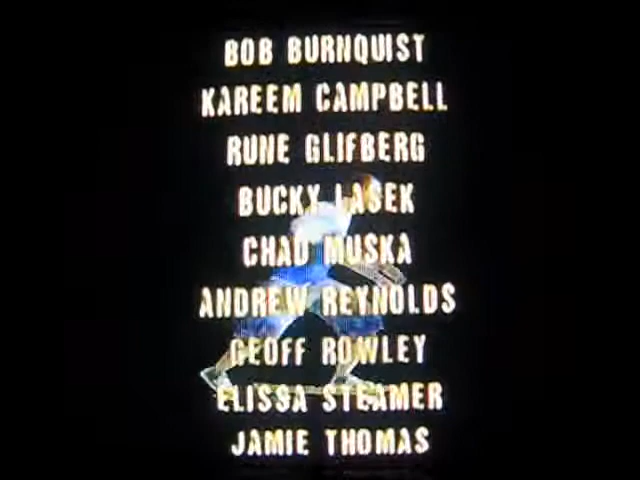 BOB BURNQUIST
KAREEM CAMPBELL
RUNE GLIFBERG
BUCKY LASEK
CHAD MUSKA
ANDREW REYNOLDS
GEOFF ROWLEY
ELISSA STEAMER
JAMIE THOMAS